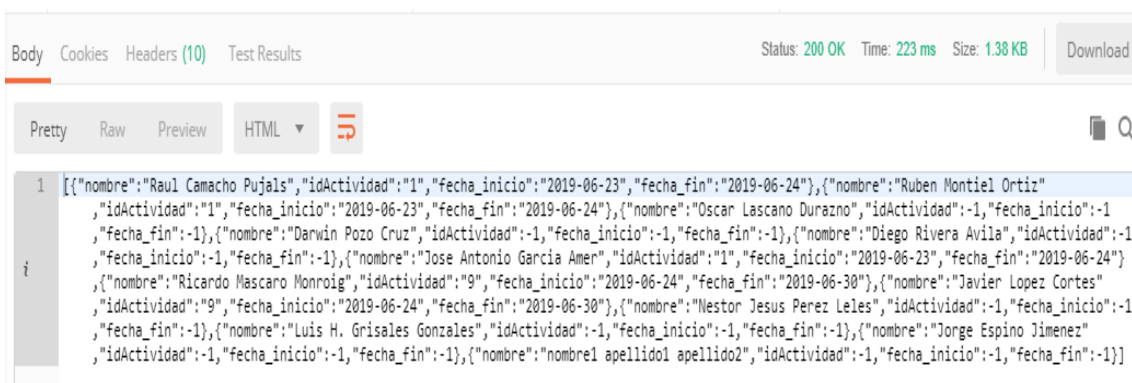 Body Cookies Headers (10) Test Results Status: 200 OK Time: 223 ms Size: 1.38 KB Download
Pretty Raw Preview HTML
1 [{"nombre":"Raul Camacho Pujals","idActividad":"1","fecha_inicio":"2019-06-23","fecha_fin":"2019-06-24"},{"nombre":"Ruben Montiel Ortiz"
,"idActividad":"1","fecha_inicio":"2019-06-23","fecha_fin":"2019-06-24"},{"nombre":"Oscar Lascano Durazno","idActividad":-1,"fecha_inicio":-1
,"fecha_fin":-1},{"nombre":"Darwin Pozo Cruz","idActividad":-1,"fecha_inicio":-1,"fecha_fin":-1},{"nombre":"Diego Rivera Avila","idActividad":-1
,"fecha_inicio":-1,"fecha_fin":-1},{"nombre":"Jose Antonio Garcia Amer","idActividad":"1","fecha_inicio":"2019-06-23","fecha_fin":"2019-06-24"}
i ,{"nombre":"Ricardo Mascaro Monroig","idActividad":"9","fecha_inicio":"2019-06-24","fecha_fin":"2019-06-30"},{"nombre":"Javier Lopez Cortes"
,"idActividad":"9","fecha_inicio":"2019-06-24","fecha_fin":"2019-06-30"},{"nombre":"Nestor Jesus Perez Leles","idActividad":-1,"fecha_inicio":-1
,"fecha_fin":-1},{"nombre":"Luis H. Grisales Gonzales","idActividad":-1,"fecha_inicio":-1,"fecha_fin":-1},{"nombre":"Jorge Espino Jimenez"
,"idActividad":-1,"fecha_inicio":-1,"fecha_fin":-1},{"nombre":"nombre1 apellido1 apellido2","idActividad":-1,"fecha_inicio":-1,"fecha_fin":-1}]